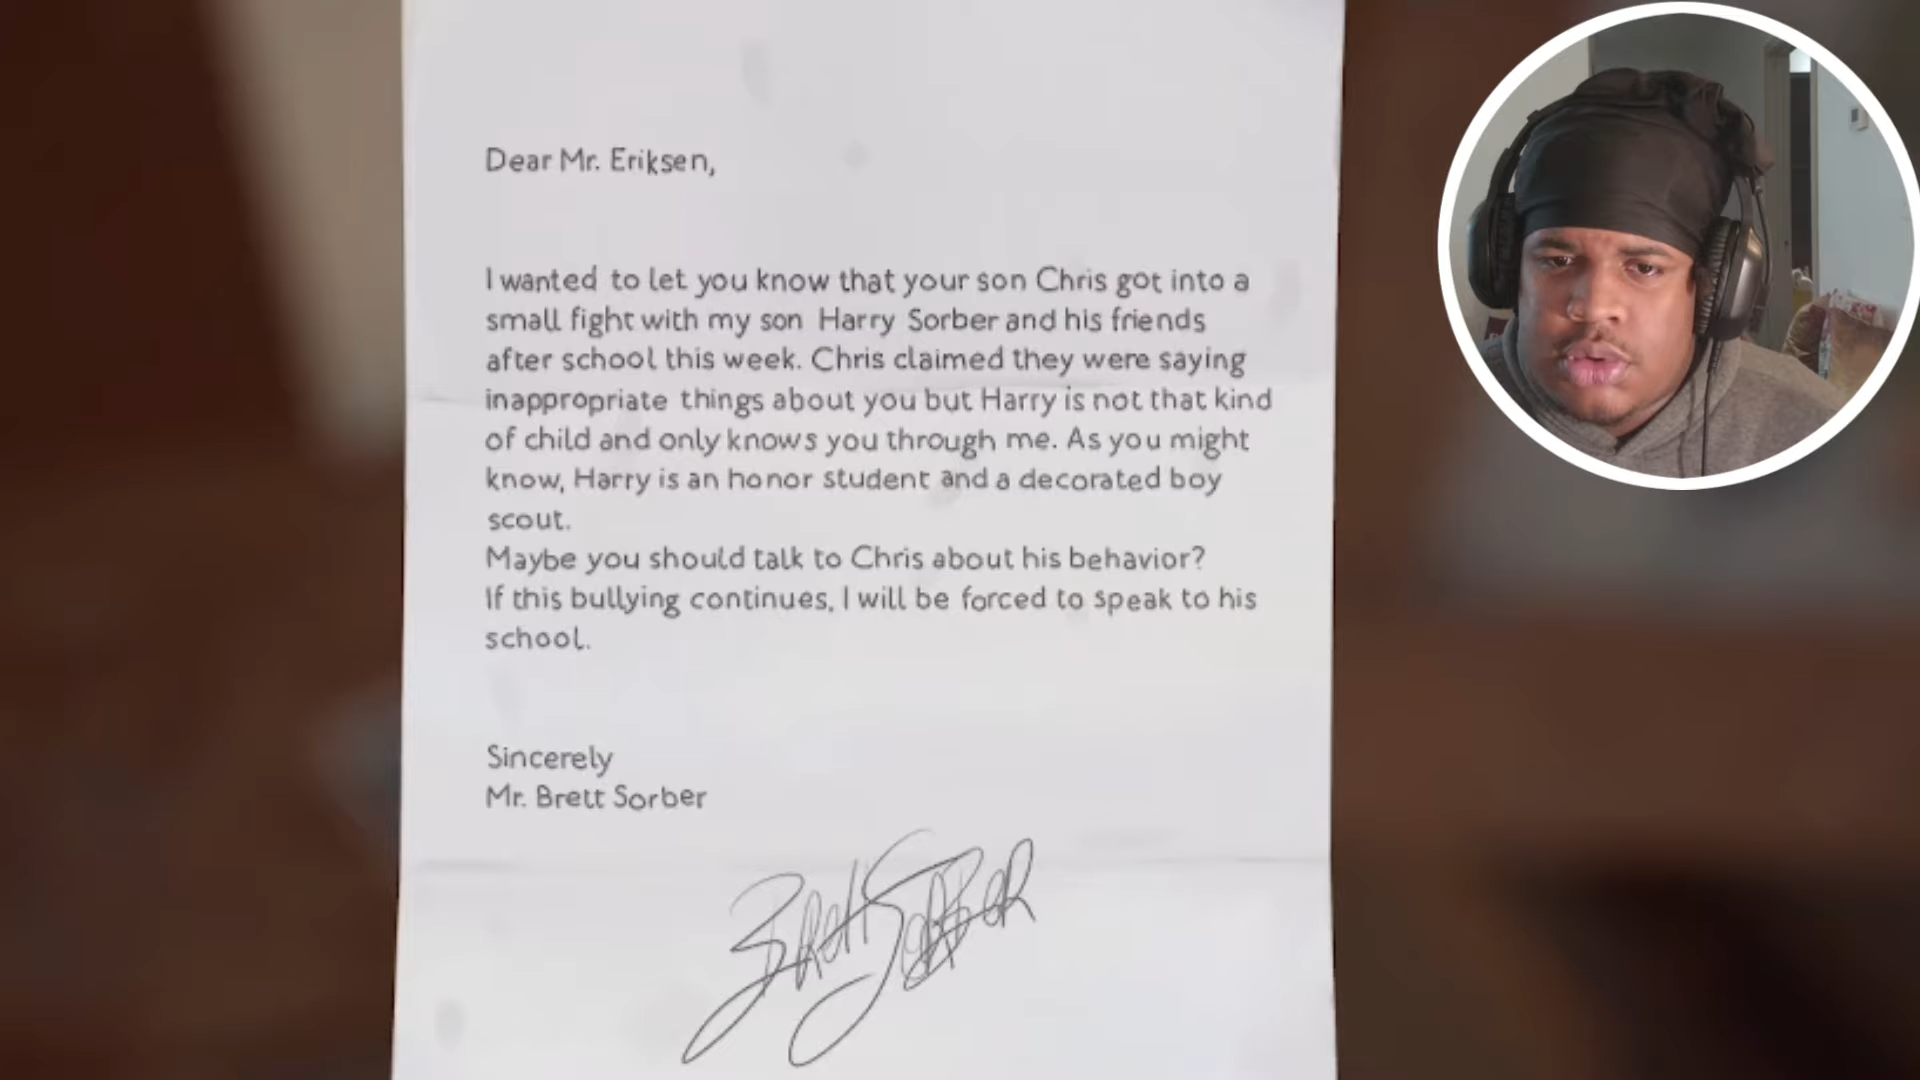 Dear Mr. Eriksen,
I wanted to let you know that your son Chris got into a
small fight with my son Harry Sorber and his friends
after school this week. Chris claimed they were saying
inappropriate things about you but Harry is not that kind
of child and only knows you through me. As you might
know, Harry is an honor student and a decorated boy
scout.
Maybe you should talk to Chris about his behavior?
If this bullying continues, I will be forced to speak to his
school.
Sincerely
Mr. Brett Sorber
Brett Sorber